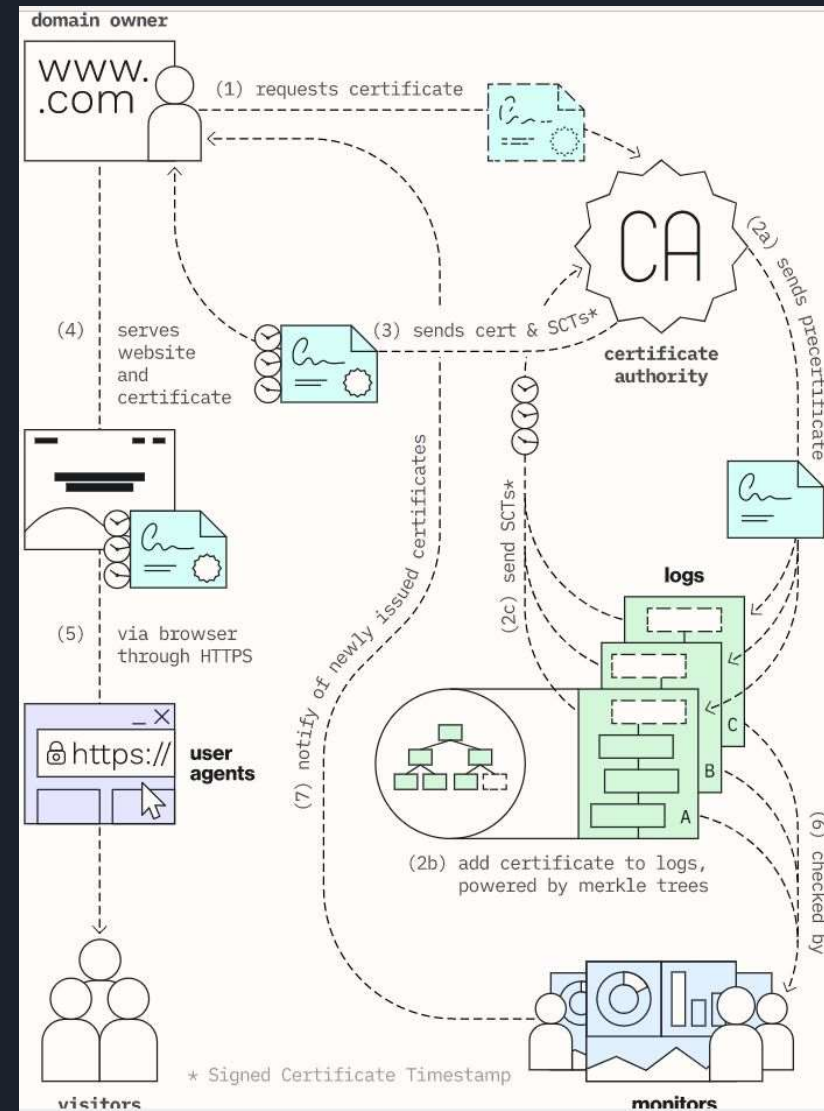 domain owner
www.
.com
(1) requests certificate
CA
(2a) sends precertificate
certificate
authority
(3) sends cert & SCTs*
(4) serves
website
and
certificate
(2c) send SCTs*
logs
C
B
A
(2b) add certificate to logs,
powered by merkle trees
(5) via browser
through HTTPS
https://
user
agents
(6) checked by
(7) notify of newly issued certificates
* Signed Certificate Timestamp
visitors
monitors